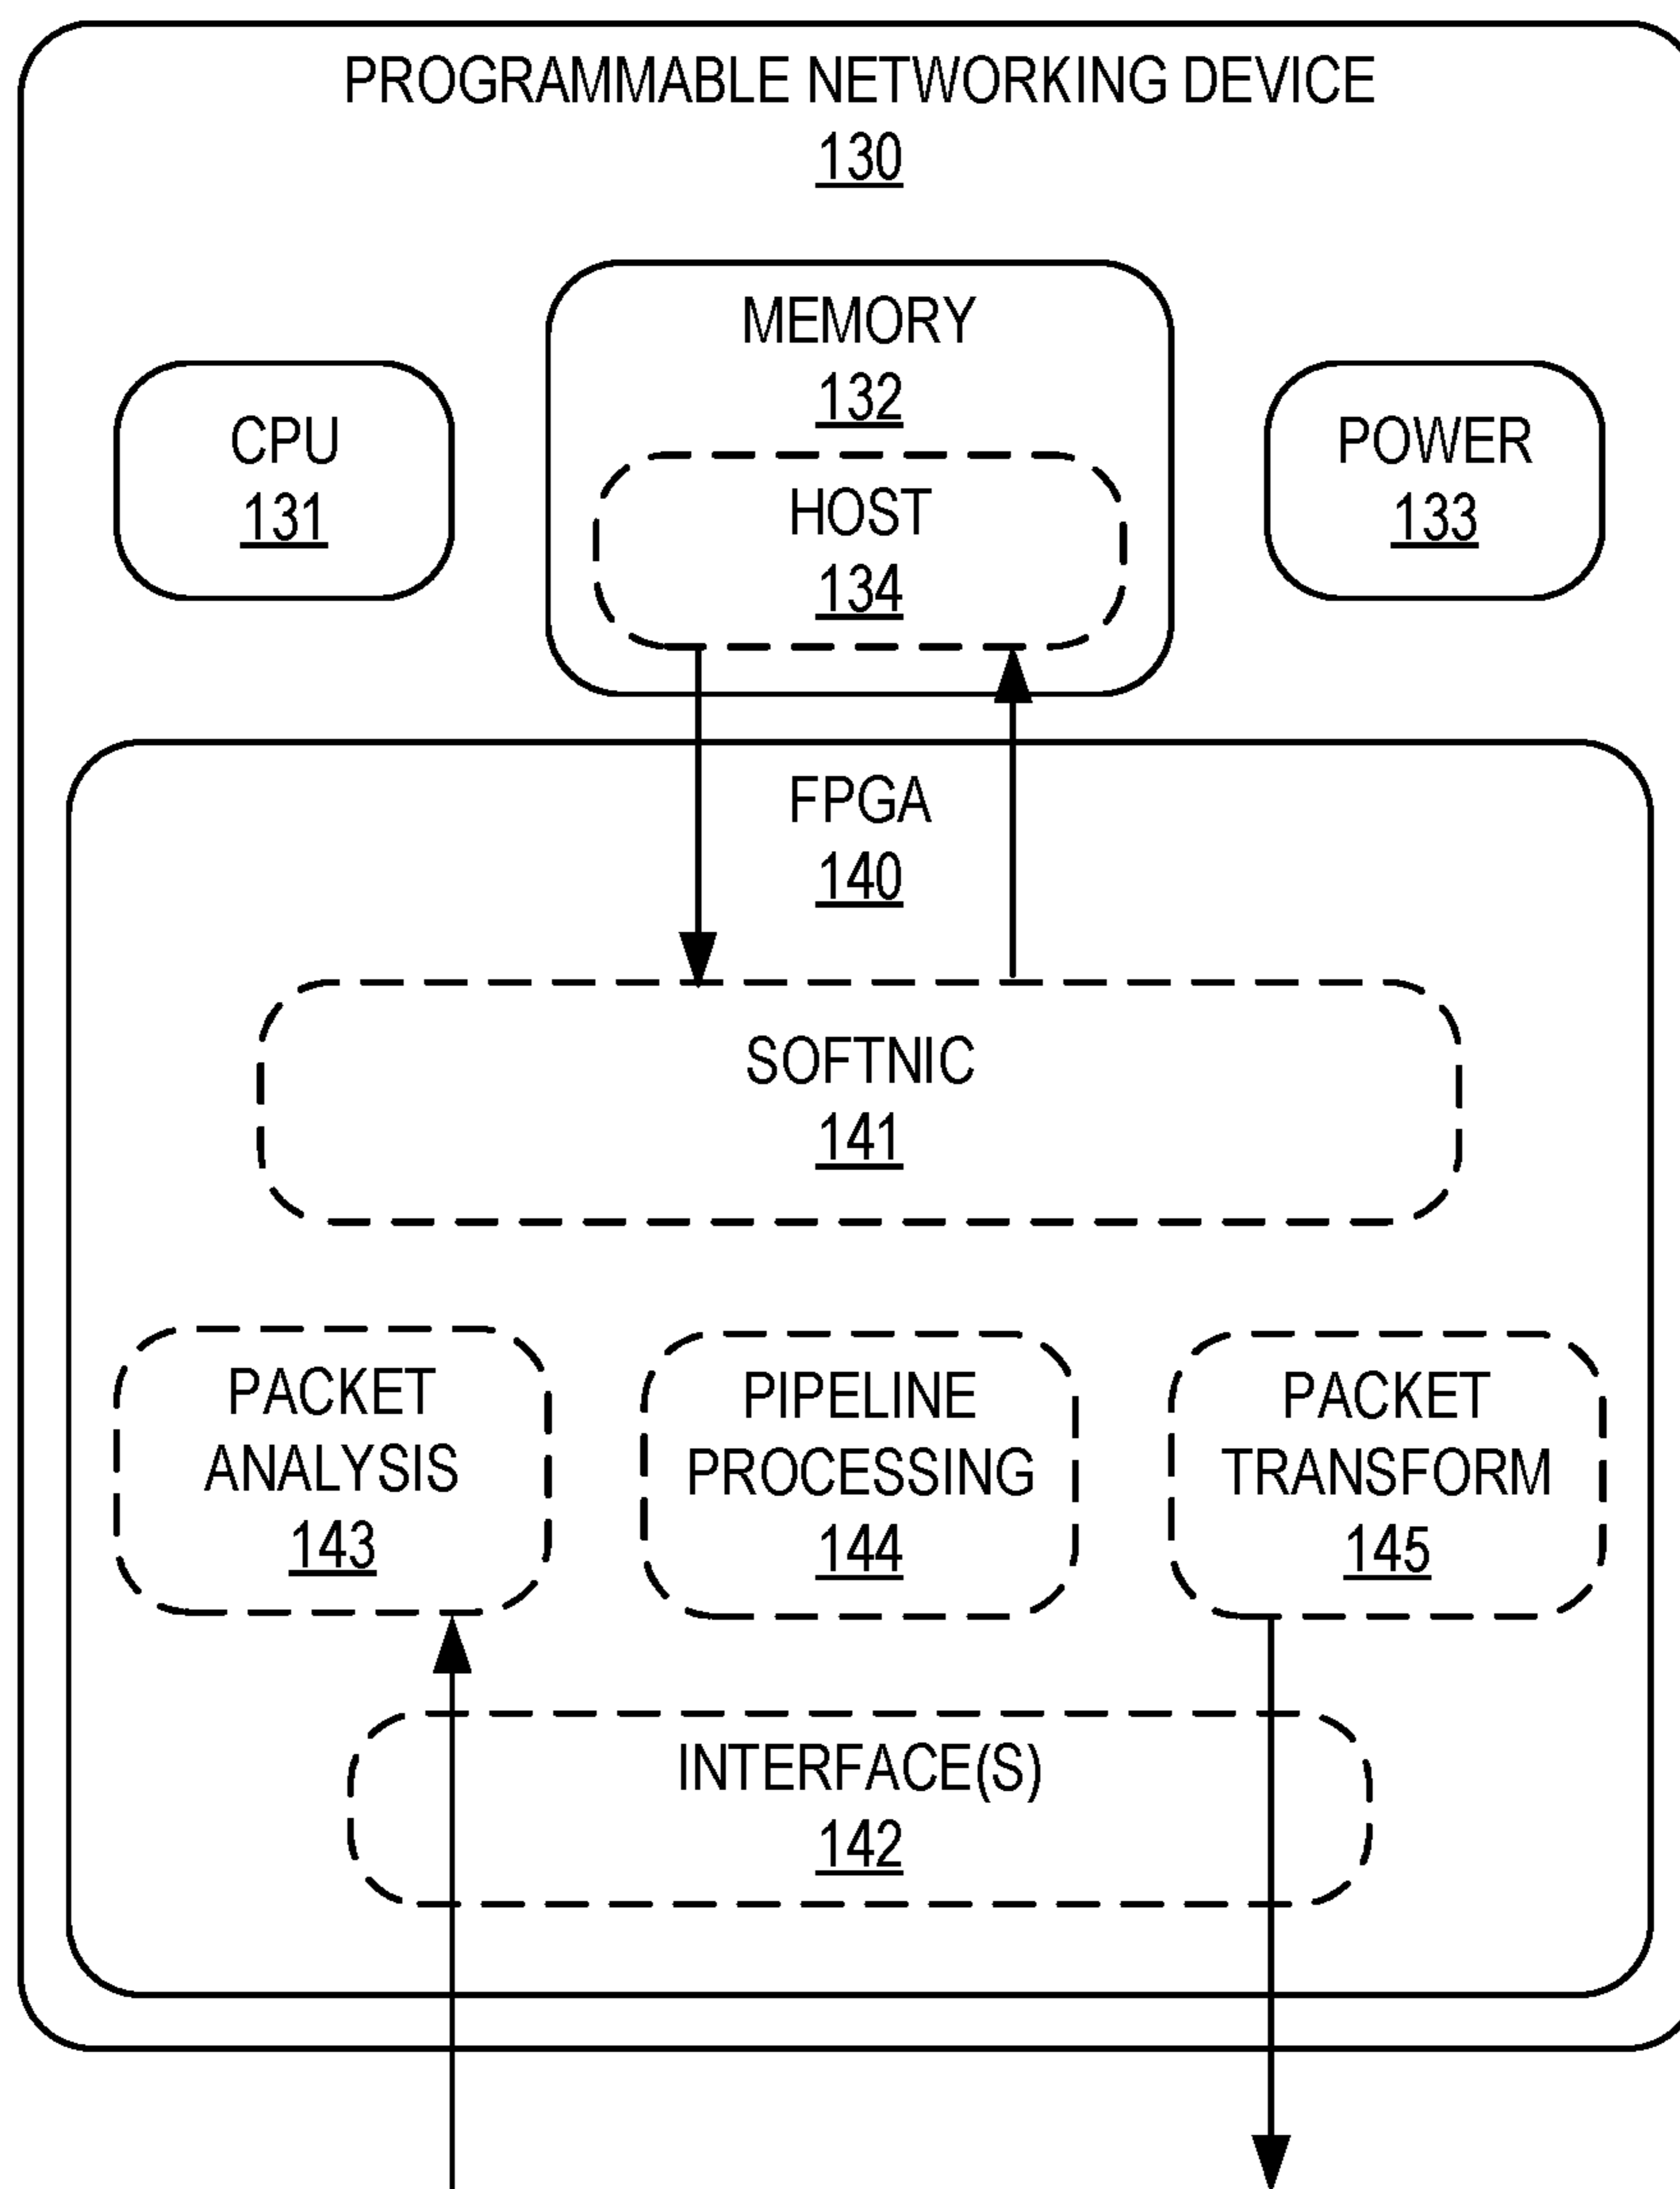 PROGRAMMABLE NETWORKING DEVICE
130
MEMORY
132
CPU
131
POWER
133
HOST
134
FPGA
140
SOFTNIC
141
PACKET
ANALYSIS
143
PIPELINE
PROCESSING
144
PACKET
TRANSFORM
145
INTERFACE(S)
142